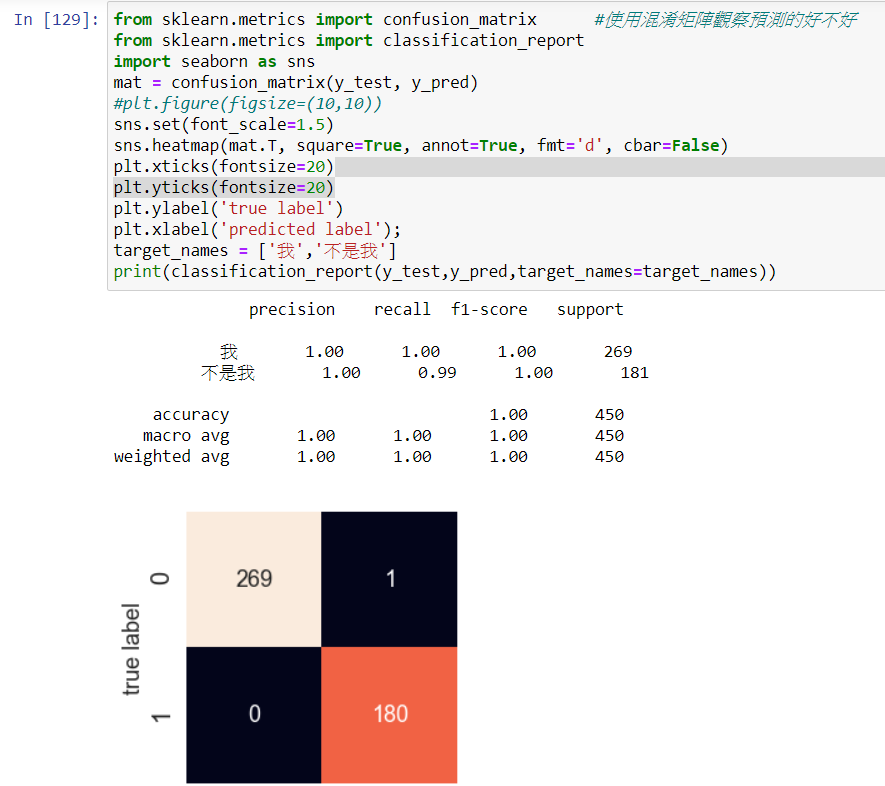 In [129]: from sklearn.metrics import confusion_matrix #使用混淆矩陣觀察預測的好不好
from sklearn.metrics import classification_report
import seaborn as sns
mat = confusion_matrix(y_test, y_pred)
#plt.figure(figsize=(10,10))
sns.set(font_scale=1.5)
sns.heatmap(mat.T, square=True, annot=True, fmt='d', cbar=False)
plt.xticks(fontsize=20)
plt.yticks(fontsize=20)
plt.ylabel('true label')
plt.xlabel('predicted label');
target_names = ['我','不是我']
print(classification_report(y_test,y_pred,target_names=target_names))
precision recall f1-score support
我 1.00 1.00 1.00 269
不是我 1.00 0.99 1.00 181
accuracy 1.00 450
macro avg 1.00 1.00 1.00 450
weighted avg 1.00 1.00 1.00 450
true label
0 269 1
1 0 180